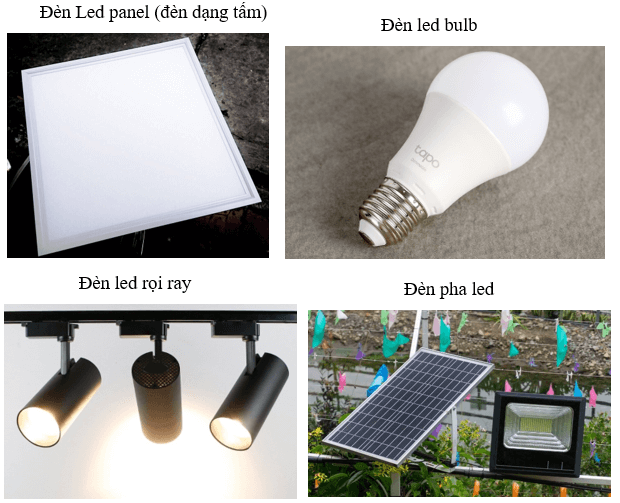 Đèn Led panel (đèn dạng tấm)
Đèn led bulb
tapo
Đèn led rọi ray
Đèn pha led